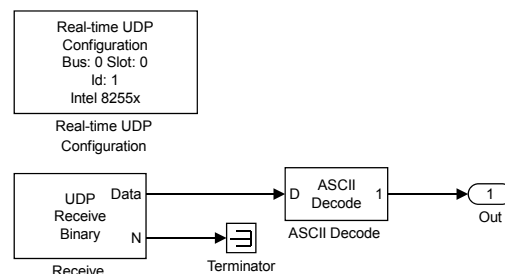 Real-time UDP
Configuration
Bus: 0 Slot: 0
Id: 1
Intel 8255x
Real-time UDP
Configuration
UDP
Receive
Binary
Data
N
Receive
Terminator
D
ASCII
Decode
1
ASCII Decode
1
Out